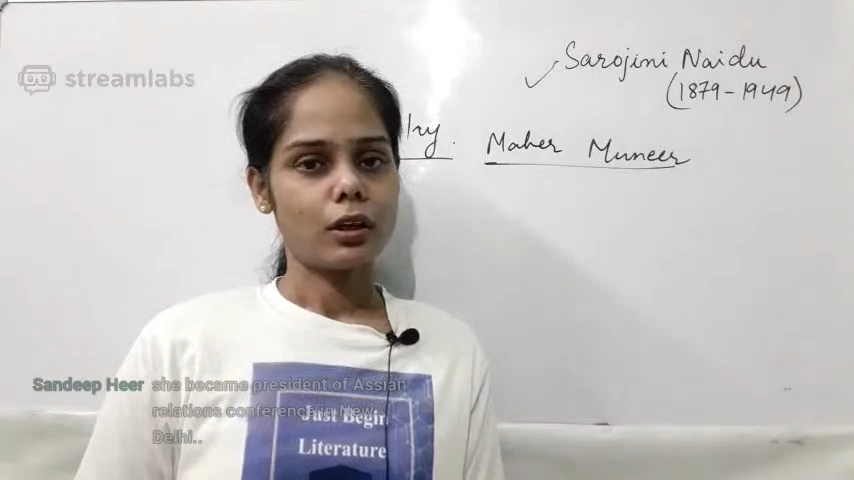 streamlabs
Sarojini Naidu
(1879-1949)
Maher Muneer
Sandeep Heer she became president of Assian
relations conference in New
Delhi..
Just Begin
Literature